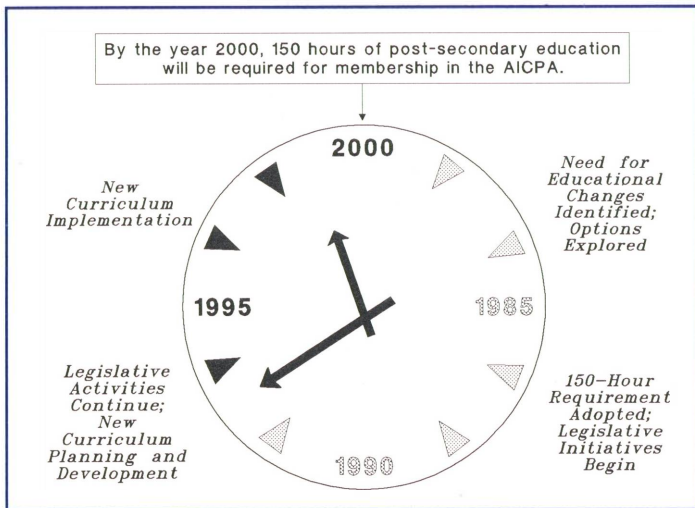 By the year 2000, 150 hours of post-secondary education
will be required for membership in the AICPA.
2000
New
Curriculum
Implementation
Need for
Educational
Changes
Identified;
Options
Explored
1995
1985
Legislative
Activities
Continue;
New
Curriculum
Planning and
Development
150-Hour
Requirement
Adopted;
Legislative
Initiatives
Begin
1990